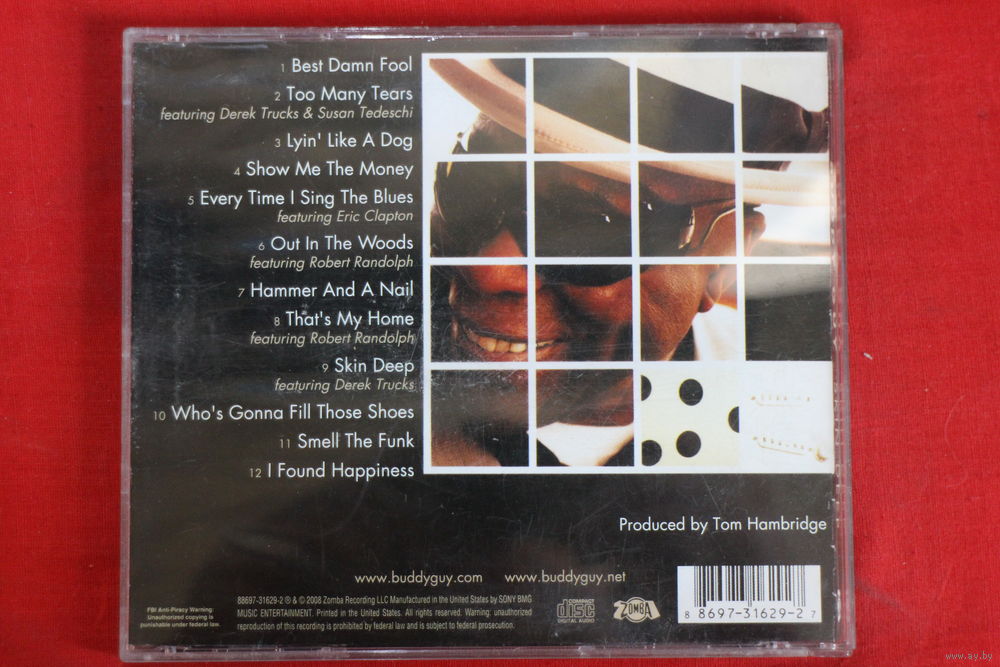 1 Best Damn Fool
2 Too Many Tears
featuring Derek Trucks & Susan Tedeschi
3 Lyin' Like A Dog
4 Show Me The Money
5 Every Time I Sing The Blues
featuring Eric Clapton
6 Out In The Woods
featuring Robert Randolph
7 Hammer And A Nail
8 That's My Home
featuring Robert Randolph
9 Skin Deep
featuring Derek Trucks
10 Who's Gonna Fill Those Shoes
11 Smell The Funk
12 I Found Happiness
Produced by Tom Hambridge
www.buddyguy.com www.buddyguy.net
FBI Anti-Piracy Warning:
Unauthorized copying is
punishable under federal law.
88697-31629-2 ® & © 2008 Zomba Recording LLC Manufactured in the United States by SONY BMG
MUSIC ENTERTAINMENT. Printed in the United States. All rights reserved. Warning: unauthorized
reproduction of this recording is prohibited by federal law and is subject to federal prosecution.
COMPACT
disc
DIGITAL AUDIO
ZOMBA
8 88697-31629-2 7
www.ay.by